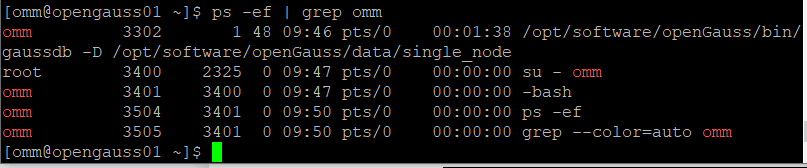 [omm@opengauss01 ~]$ ps -ef | grep omm
omm 3302 1 48 09:46 pts/0 00:01:38 /opt/software/openGauss/bin/
gaussdb -D /opt/software/openGauss/data/single_node
root 3400 2325 0 09:47 pts/0 00:00:00 su - omm
omm 3401 3400 0 09:47 pts/0 00:00:00 -bash
omm 3504 3401 0 09:50 pts/0 00:00:00 ps -ef
omm 3505 3401 0 09:50 pts/0 00:00:00 grep --color=auto omm
[omm@opengauss01 ~]$